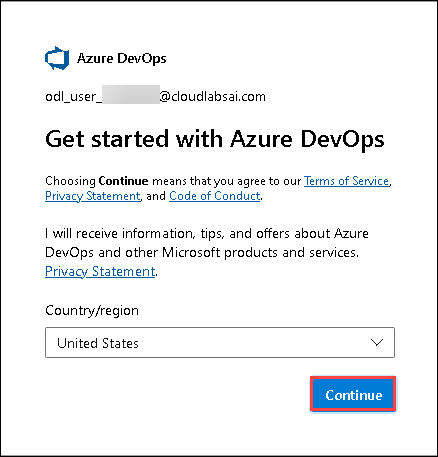 Azure DevOps
odl_user_ @cloudlabsai.com
Get started with Azure DevOps
Choosing Continue means that you agree to our Terms of Service,
Privacy Statement, and Code of Conduct.
I will receive information, tips, and offers about Azure
DevOps and other Microsoft products and services.
Privacy Statement.
Country/region
United States
Continue